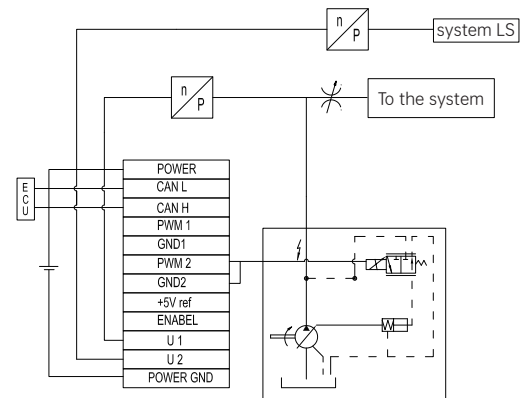 n
P
system LS
n
P
To the system
ECU
POWER
CAN L
CAN H
PWM 1
GND1
PWM 2
GND2
+5V ref
ENABEL
U 1
U 2
POWER GND